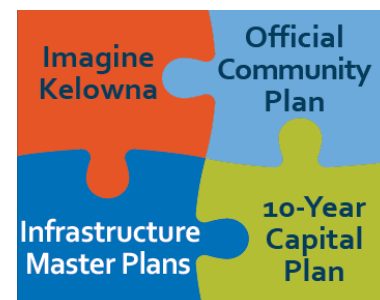 Imagine
Kelowna
Official
Community
Plan
Infrastructure
Master Plans
10-Year
Capital
Plan